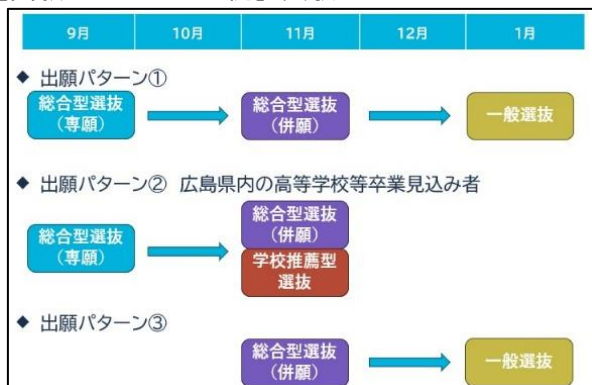 9月 10月 11月 12月 1月
◆ 出願パターン①
総合型選抜
(専願)
総合型選抜
(併願)
一般選抜
◆ 出願パターン② 広島県内の高等学校等卒業見込み者
総合型選抜
(専願)
総合型選抜
(併願)
学校推薦型
選抜
◆ 出願パターン③
総合型選抜
(併願)
一般選抜